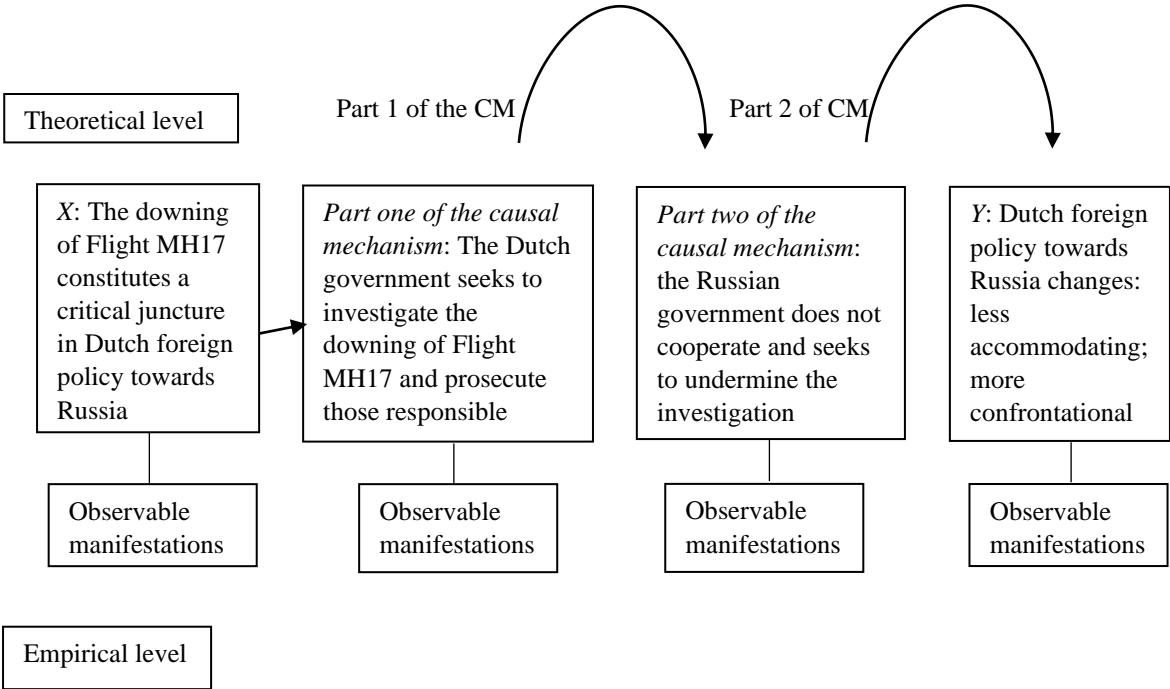 Part 1 of the CM
Part 2 of CM
Theoretical level
X: The downing
of Flight MH17
constitutes a
critical juncture
in Dutch foreign
policy towards
Russia
Part one of the causal
mechanism: The Dutch
government seeks to
investigate the
downing of Flight
MH17 and prosecute
those responsible
Part two of the
causal mechanism:
the Russian
government does not
cooperate and seeks
to undermine the
investigation
Y: Dutch foreign
policy towards
Russia changes:
less
accommodating;
more
confrontational
Observable
manifestations
Observable
manifestations
Observable
manifestations
Observable
manifestations
Empirical level